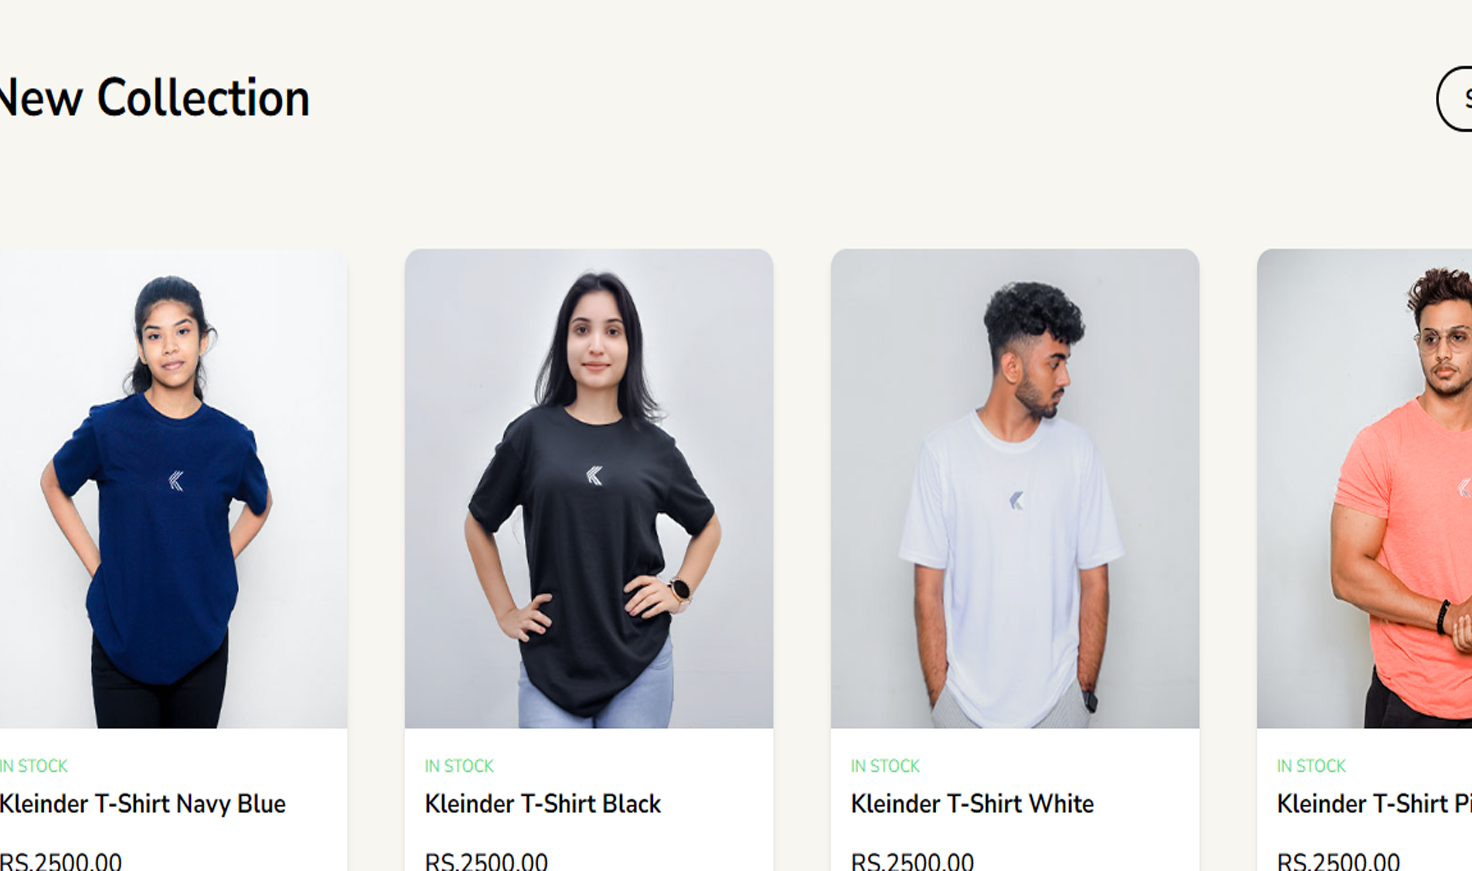 New Collection
S
IN STOCK
Kleinder T-Shirt Navy Blue
RS.2500.00
IN STOCK
Kleinder T-Shirt Black
RS.2500.00
IN STOCK
Kleinder T-Shirt White
RS.2500.00
IN STOCK
Kleinder T-Shirt Pi
RS.2500.00